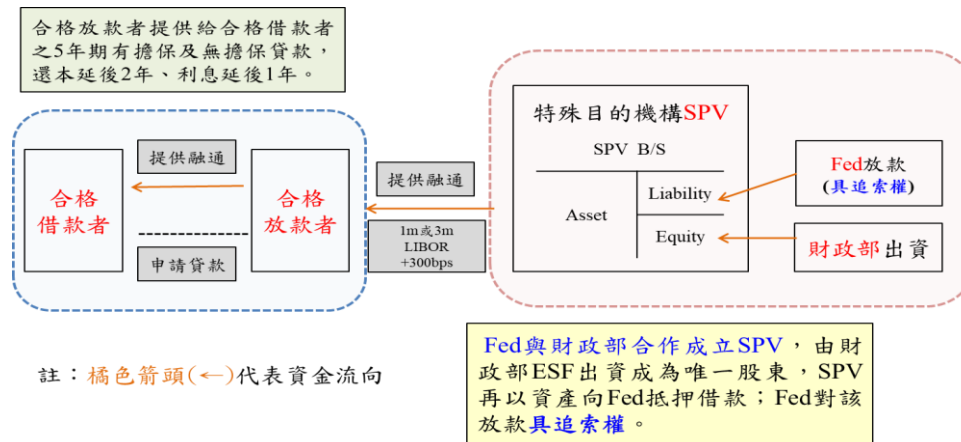 合格放款者提供給合格借款者
之5年期有擔保及無擔保貸款，
還本延後2年、利息延後1年。
合格
借款者
提供融通
申請貸款
合格
放款者
提供融通
1m或3m
LIBOR
+300bps
特殊目的機構SPV
SPV B/S
Asset
Liability
Equity
Fed放款
(具追索權)
財政部出資
註：橘色箭頭(←)代表資金流向
Fed與財政部合作成立SPV，由財
政部ESF出資成為唯一股東，SPV
再以資產向Fed抵押借款；Fed對該
放款具追索權。